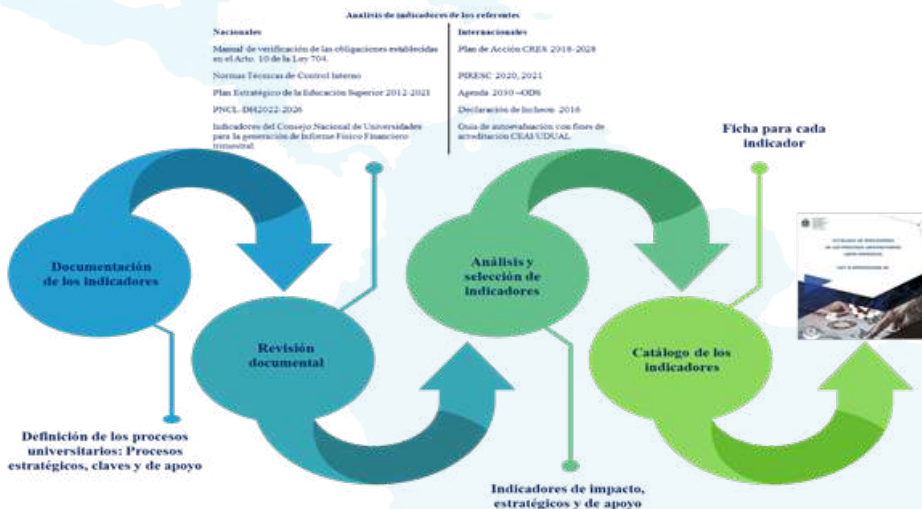 Análisis de indicadores de los referentes
Nacionales
Manual de verificación de las obligaciones establecidas
en el Arto. 10 de la Ley 704.
Normas Técnicas de Control Interno
Plan Estratégico de la Educación Superior 2012-2021
PNCL-DH2022-2026
Indicadores del Consejo Nacional de Universidades
para la generación de Informe Físico Financiero
trimestral
Internacionales
Plan de Acción CRES 2018-2028
PIRESC 2020, 2021
Agenda 2030 –ODS
Declaración de Incheon 2016
Guía de autoevaluación con fines de
acreditación CEAI UDUAL
Ficha para cada
indicador
Documentación
de los indicadores
Revisión
documental
Análisis y
selección de
indicadores
Catálogo de los
indicadores
Definición de los procesos
universitarios: Procesos
estratégicos, claves y de apoyo
Indicadores de impacto,
estratégicos y de apoyo